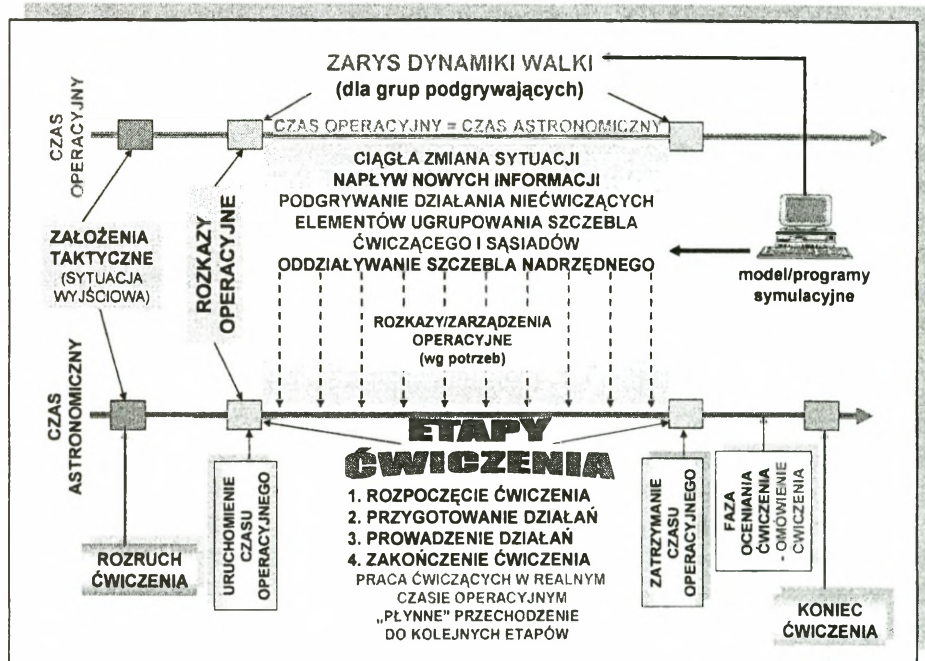 ZARYS DYNAMIKI WALKI
(dla grup podgrywających)
CZAS
OPERACYJNY
CZAS OPERACYJNY = CZAS ASTRONOMICZNY
CIĄGŁA ZMIANA SYTUACJI
NAPŁYW NOWYCH INFORMACJI
PODGRYWANIE DZIAŁANIA NIEĆWICZĄCYCH
ELEMENTÓW UGRUPOWANIA SZCZEBLA
ĆWICZĄCEGO I SĄSIADÓW
ODDZIAŁYWANIE SZCZEBLA NADRZĘDNEGO
ZAŁOŻENIA
TAKTYCZNE
(SYTUACJA
WYJŚCIOWA)
ROZKAZY
OPERACYJNE
model/programy
symulacyjne
ROZKAZY/ZARZĄDZENIA
OPERACYJNE
(wg potrzeb)
CZAS
ASTRONOMICZNY
ETAPY
ĆWICZENIA
1. ROZPOCZĘCIE ĆWICZENIA
2. PRZYGOTOWANIE DZIAŁAŃ
3. PROWADZENIE DZIAŁAŃ
4. ZAKOŃCZENIE ĆWICZENIA
PRACA ĆWICZĄCYCH W REALNYM
CZASIE OPERACYJNYM
„PŁYNNE” PRZECHODZENIE
DO KOLEJNYCH ETAPÓW
ROZRUCH
ĆWICZENIA
URUCHOMIENIE
CZASU
OPERACYJNEGO
ZATRZYMANIE
CZASU
OPERACYJNEGO
FAZA
OCENIANIA
ĆWICZENIA
- OMÓWIENIE
ĆWICZENIA
KONIEC
ĆWICZENIA